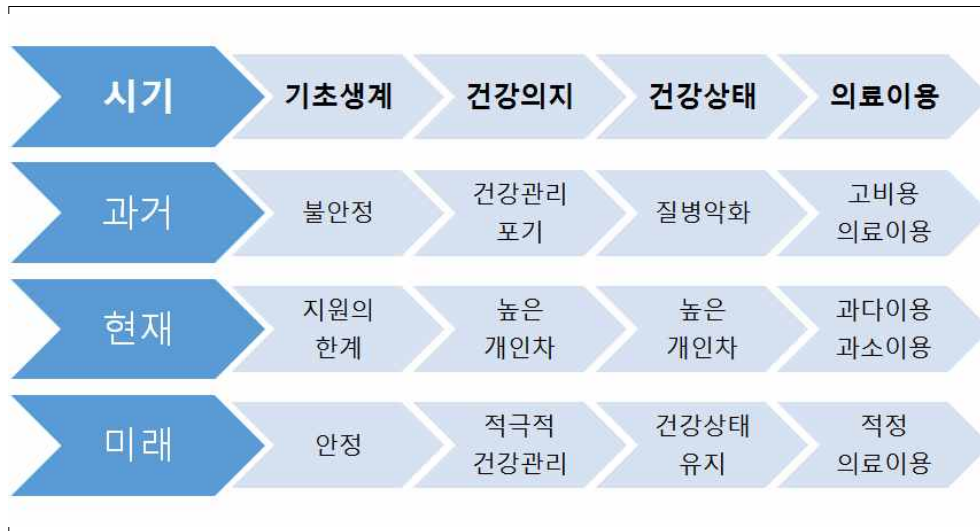 시기
기초생계
건강의지
건강상태
의료이용
과거
불안정
건강관리
포기
질병악화
고비용
의료이용
현재
지원의
한계
높은
개인차
높은
개인차
과다이용
과소이용
미래
안정
적극적
건강관리
건강상태
유지
적정
의료이용